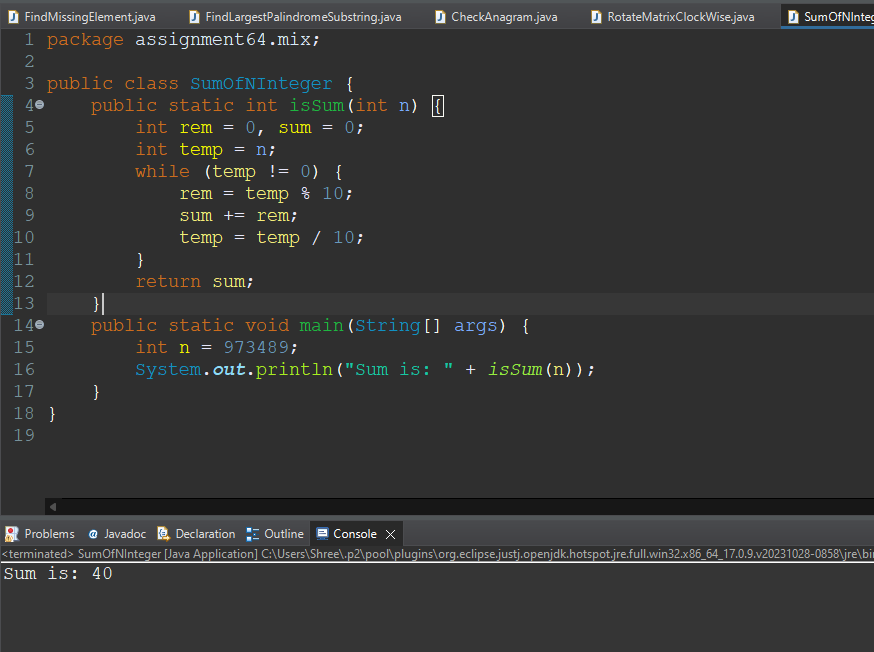 FindMissingElement.java FindLargestPalindromeSubstring.java CheckAnagram.java RotateMatrixClockWise.java SumOfNInteg
1 package assignment64.mix;
2
3 public class SumOfNInteger {
4 public static int isSum(int n) {
5 int rem = 0, sum = 0;
6 int temp = n;
7 while (temp != 0) {
8 rem = temp % 10;
9 sum += rem;
10 temp = temp / 10;
11 }
12 return sum;
13 }
14 public static void main(String[] args) {
15 int n = 973489;
16 System.out.println("Sum is: " + isSum(n));
17 }
18 }
19
Problems @ Javadoc Declaration Outline Console
<terminated> SumOfNInteger [Java Application] C:\Users\Shree\.p2\pool\plugins\org.eclipse.justj.openjdk.hotspot.jre.full.win32.x86_64_17.0.9.v20231028-0858\jre\bin
Sum is: 40